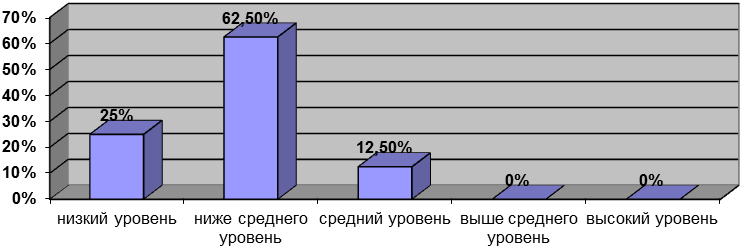 70%
60%
50%
40%
30%
20%
10%
0%
25%
62,50%
12,50%
0%
0%
низкий уровень
ниже среднего
уровень
средний уровень
выше среднего
уровень
высокий уровень